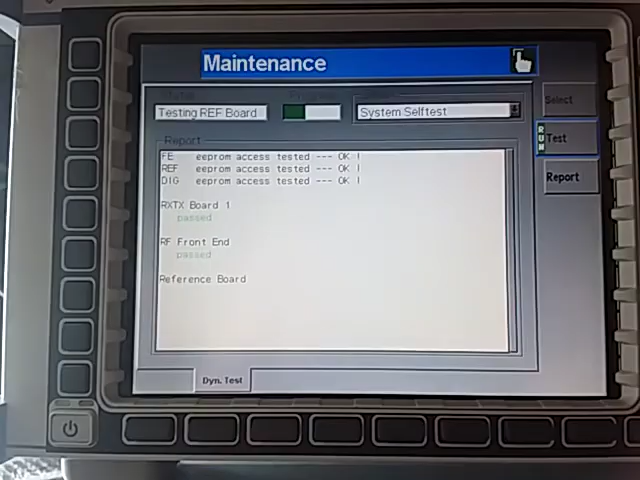 Maintenance
Testing REF Board
System Selftest
Select
RUN
Test
Report
Report
FE eeprom access tested --- OK !
REF eeprom access tested --- OK !
DIG eeprom access tested --- OK !
RXTX Board 1
passed
RF Front End
passed
Reference Board
Dyn. Test